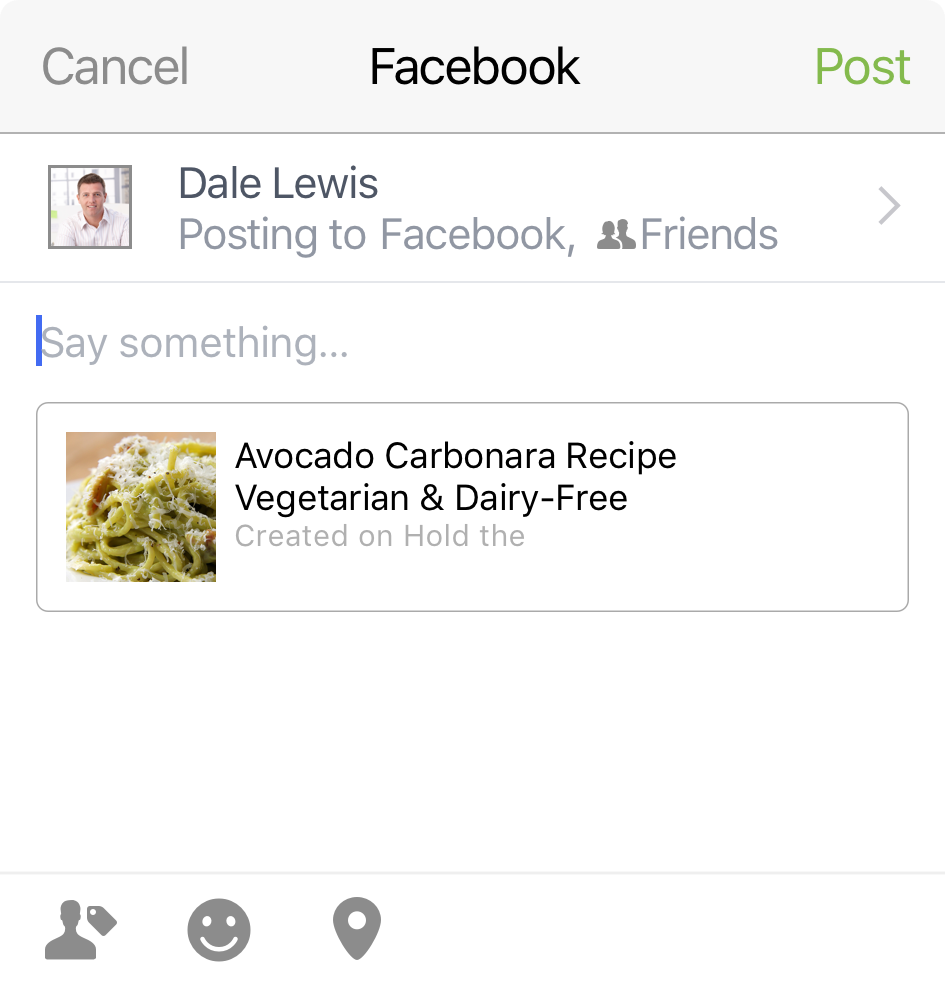 Cancel Facebook Post
Dale Lewis
Posting to Facebook, Friends
Say something...
Avocado Carbonara Recipe
Vegetarian & Dairy-Free
Created on Hold the